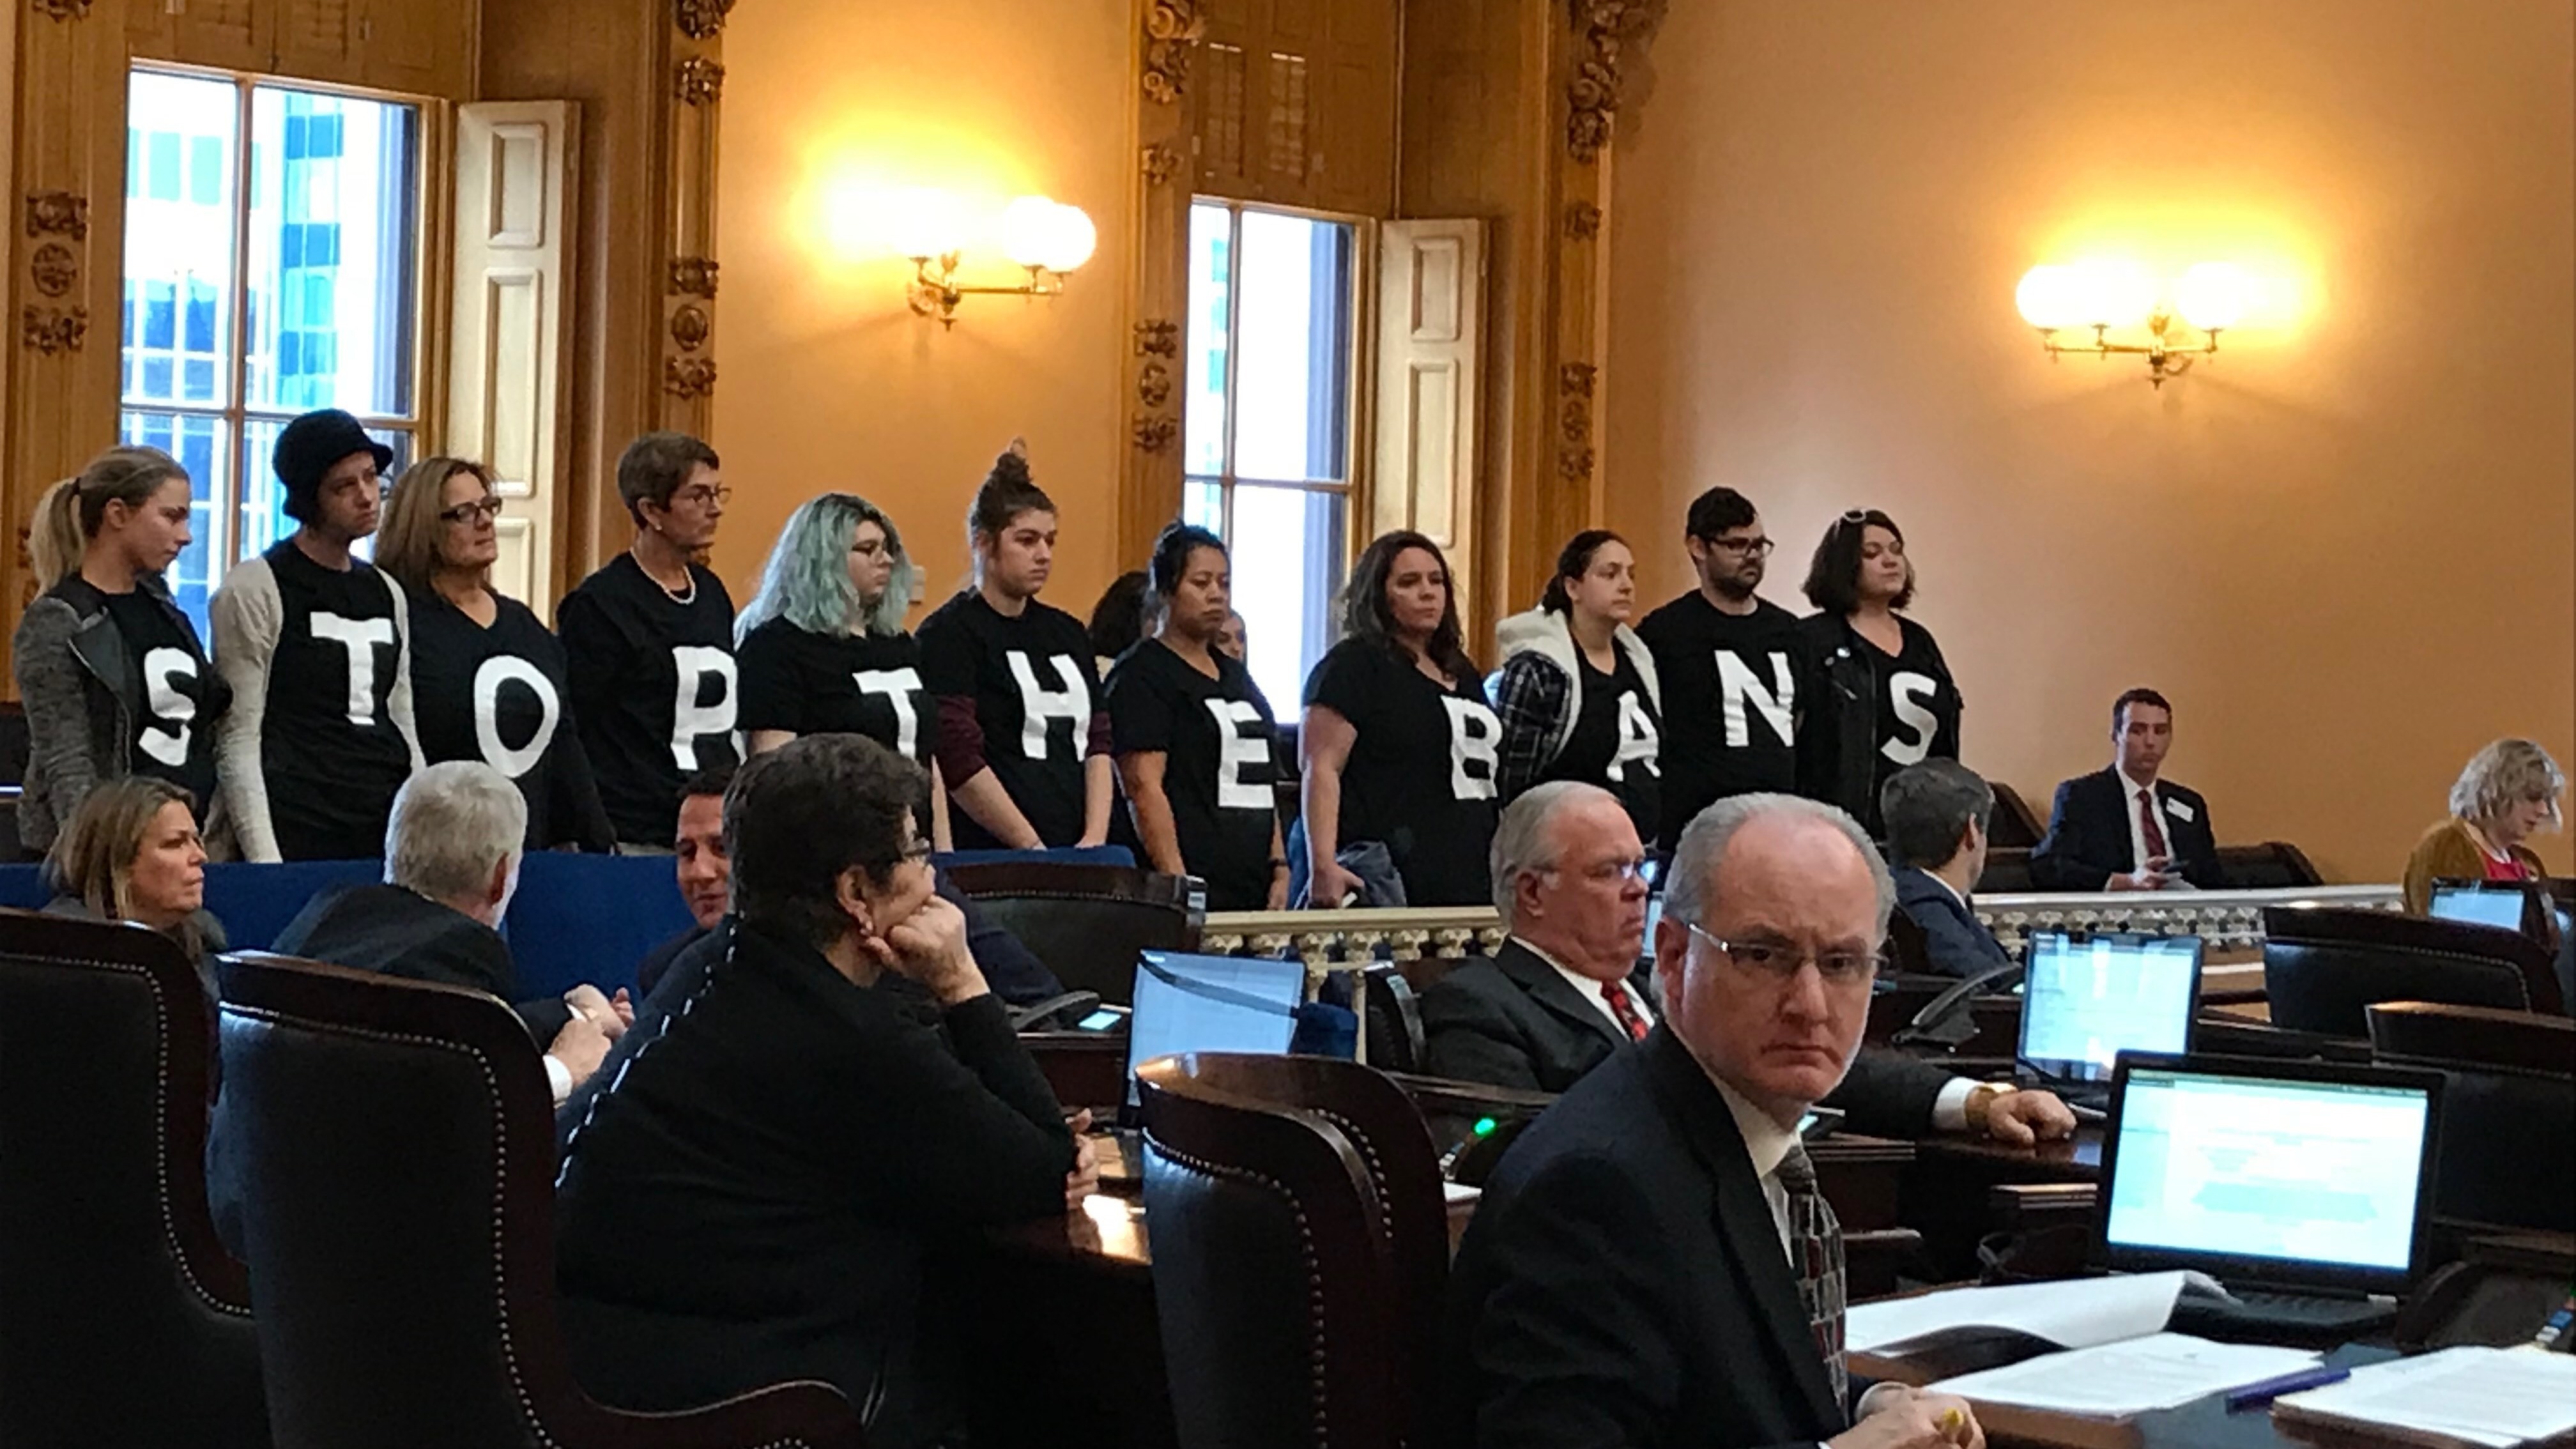 STOP THE BANS